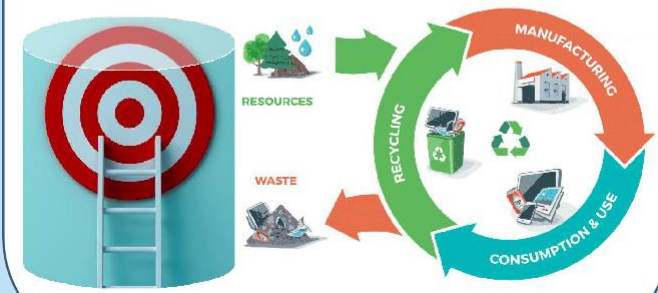 RESOURCES
WASTE
RECYCLING
MANUFACTURING
CONSUMPTION & USE